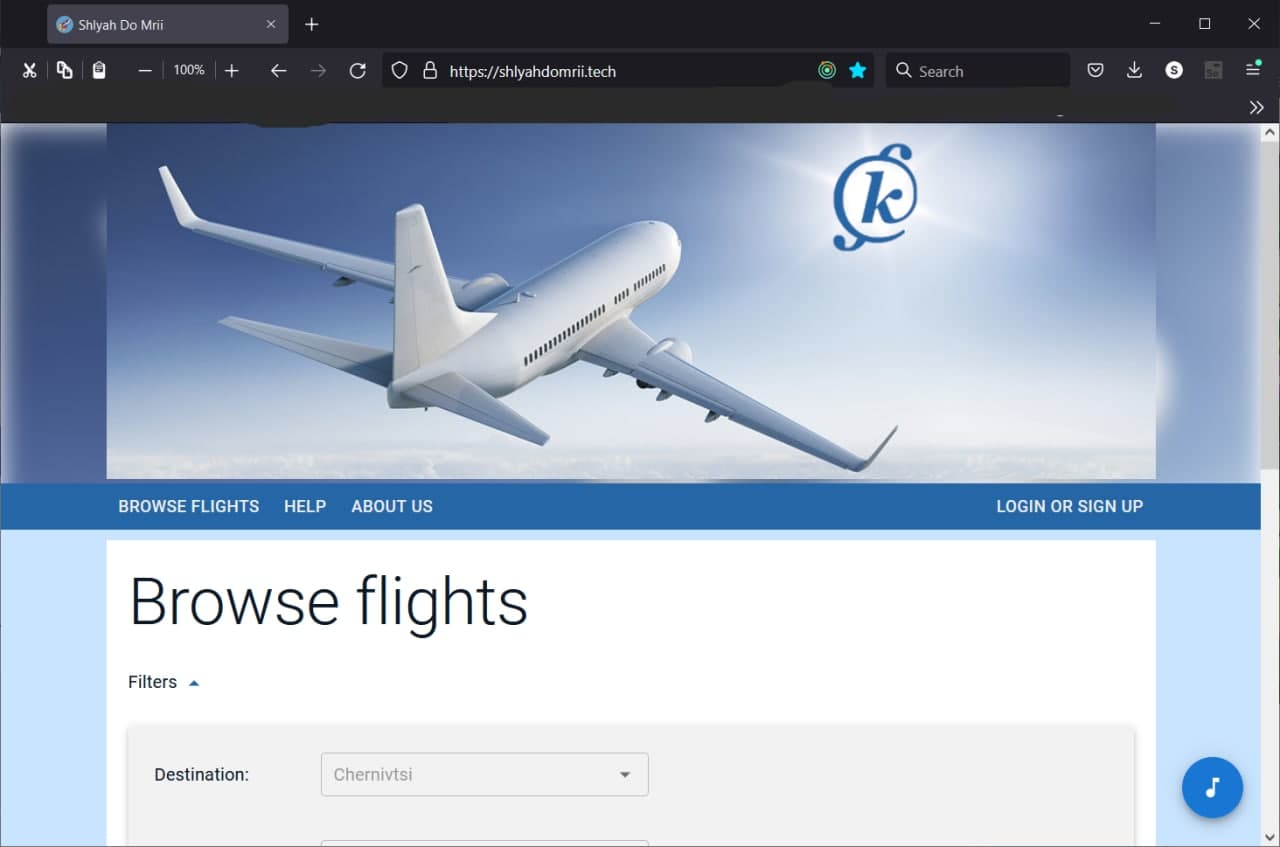 Shlyah Do Mrii
100%
https://shlyahdomrii.tech
Search
S
k
BROWSE FLIGHTS HELP ABOUT US LOGIN OR SIGN UP
Browse flights
Filters
Destination: Chernivtsi